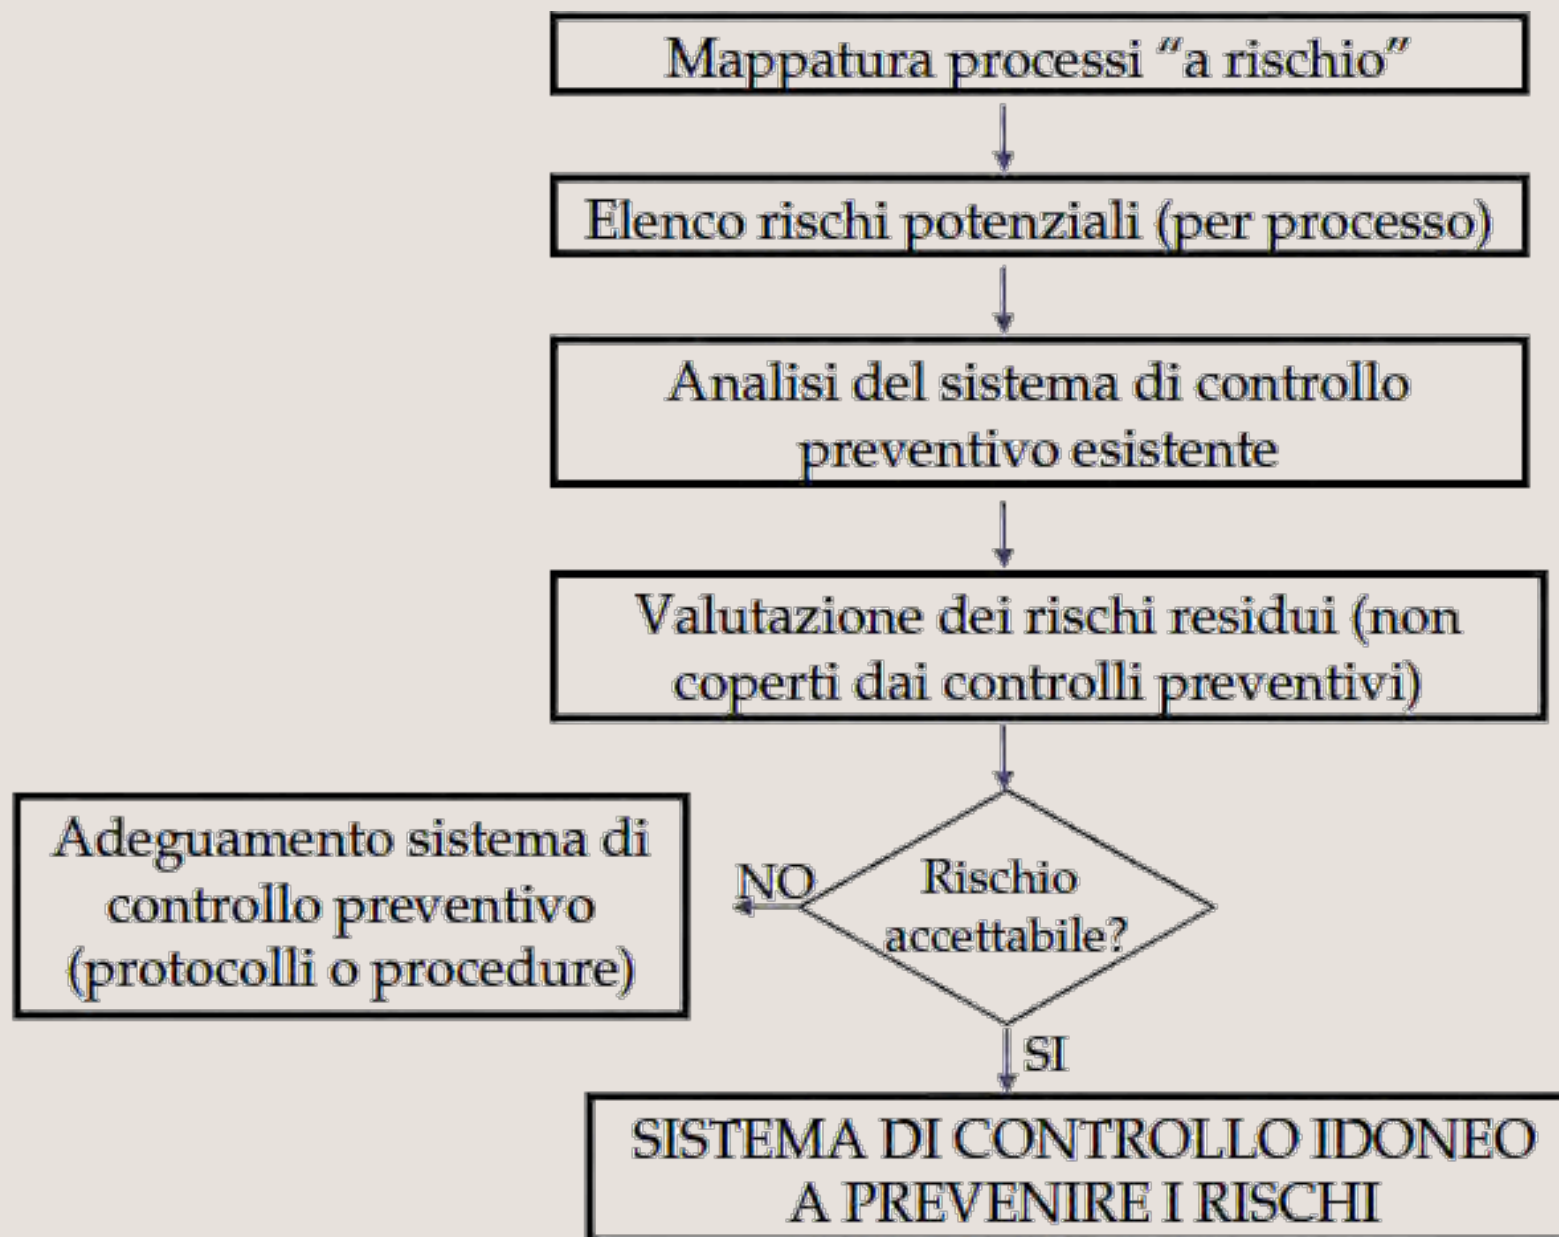 Mappatura processi “a rischio”
Elenco rischi potenziali (per processo)
Analisi del sistema di controllo
preventivo esistente
Valutazione dei rischi residui (non
coperti dai controlli preventivi)
Rischio
accettabile?
NO
Adeguamento sistema di
controllo preventivo
(protocolli o procedure)
SI
SISTEMA DI CONTROLLO IDONEO
A PREVENIRE I RISCHI